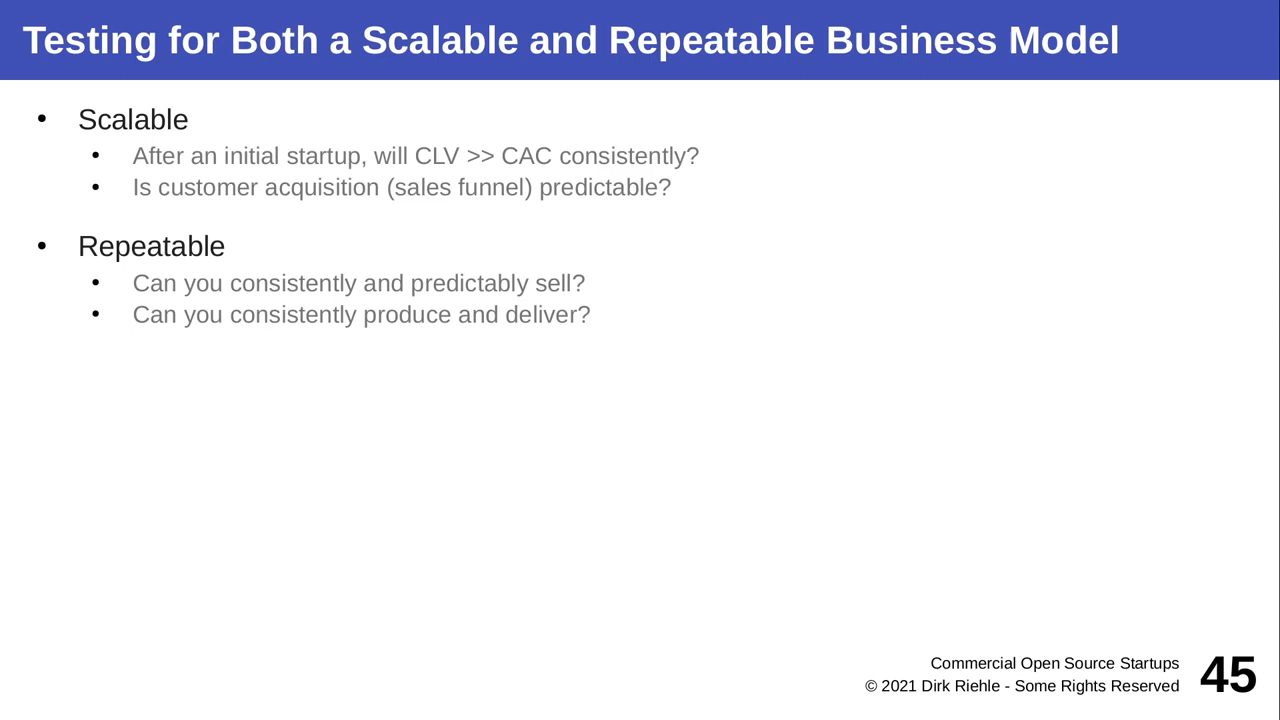 Testing for Both a Scalable and Repeatable Business Model
• Scalable
• After an initial startup, will CLV >> CAC consistently?
• Is customer acquisition (sales funnel) predictable?
• Repeatable
• Can you consistently and predictably sell?
• Can you consistently produce and deliver?
Commercial Open Source Startups
© 2021 Dirk Riehle - Some Rights Reserved
45